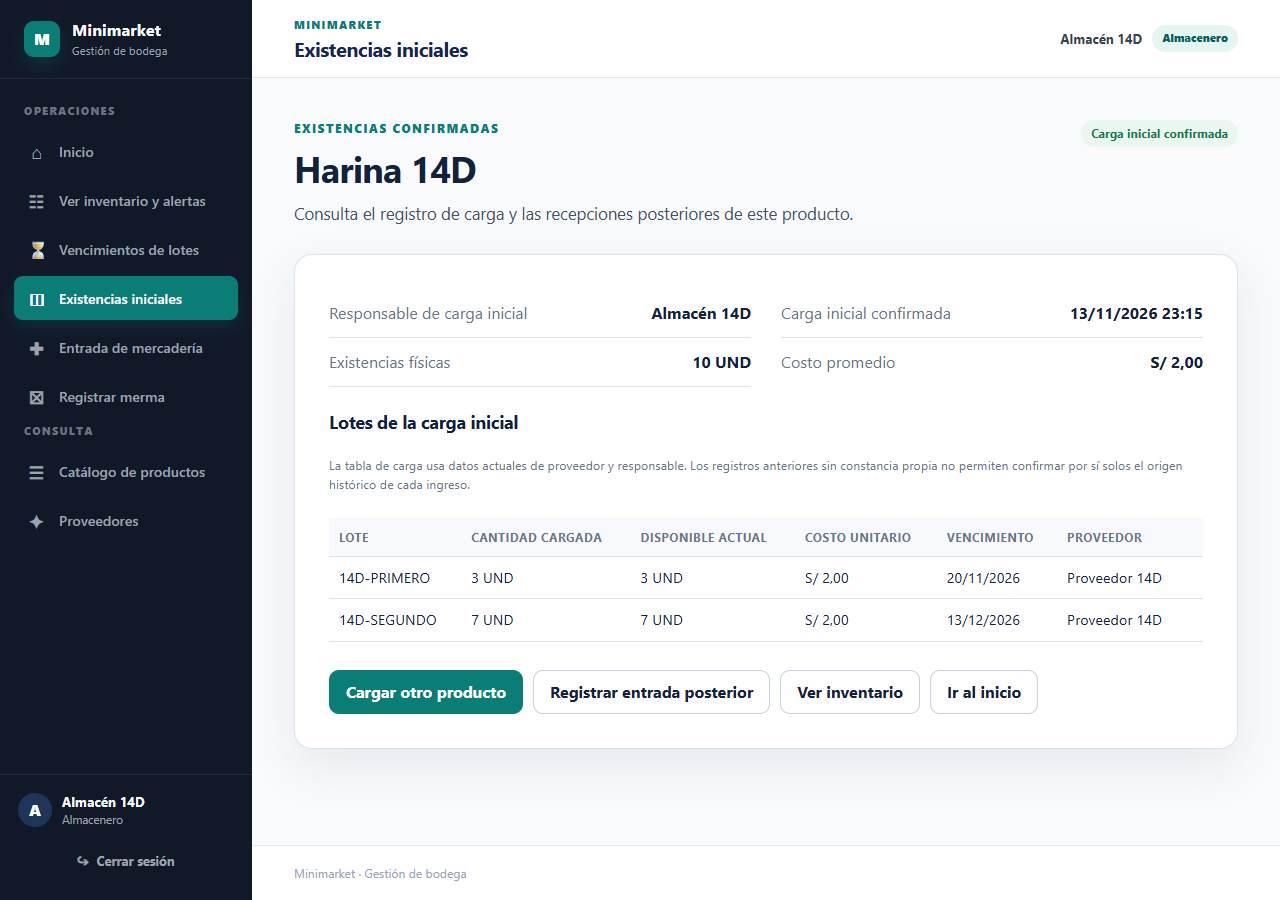 M
Minimarket
Gestión de bodega
OPERACIONES
Inicio
Ver inventario y alertas
Vencimientos de lotes
Existencias iniciales
Entrada de mercadería
Registrar merma
CONSULTA
Catálogo de productos
Proveedores
A
Almacén 14D
Almacenero
Cerrar sesión
MINIMARKET
Existencias iniciales
Almacén 14D Almacenero
EXISTENCIAS CONFIRMADAS
Carga inicial confirmada
Harina 14D
Consulta el registro de carga y las recepciones posteriores de este producto.
Responsable de carga inicial Almacén 14D Carga inicial confirmada 13/11/2026 23:15
Existencias físicas 10 UND Costo promedio S/ 2,00
Lotes de la carga inicial
La tabla de carga usa datos actuales de proveedor y responsable. Los registros anteriores sin constancia propia no permiten confirmar por sí solos el origen
histórico de cada ingreso.
LOTE CANTIDAD CARGADA DISPONIBLE ACTUAL COSTO UNITARIO VENCIMIENTO PROVEEDOR
14D-PRIMERO 3 UND 3 UND S/ 2,00 20/11/2026 Proveedor 14D
14D-SEGUNDO 7 UND 7 UND S/ 2,00 13/12/2026 Proveedor 14D
Cargar otro producto Registrar entrada posterior Ver inventario Ir al inicio
Minimarket · Gestión de bodega